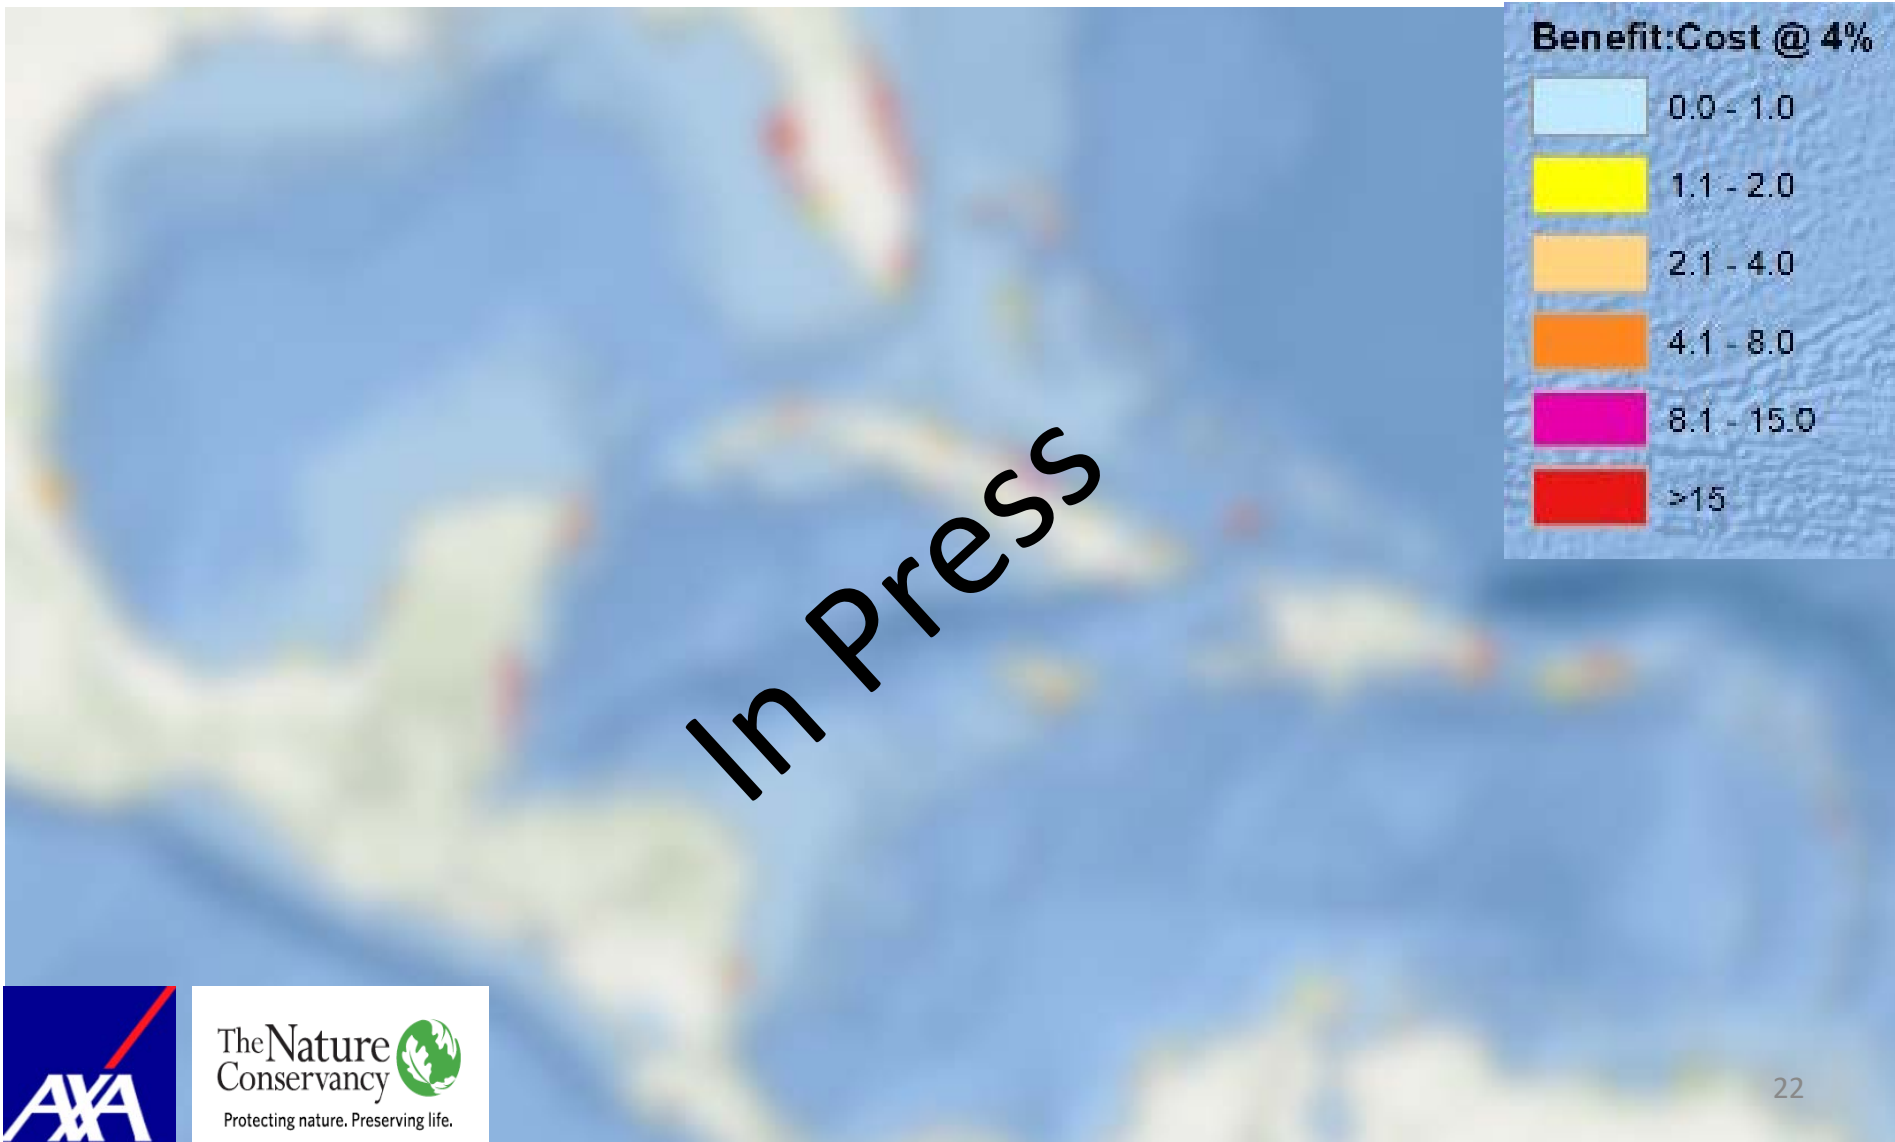 Benefit:Cost @ 4%
0.0 - 1.0
1.1 - 2.0
2.1 - 4.0
4.1 - 8.0
8.1 - 15.0
>15
In Press
AXA
The Nature
Conservancy
Protecting nature. Preserving life.
22